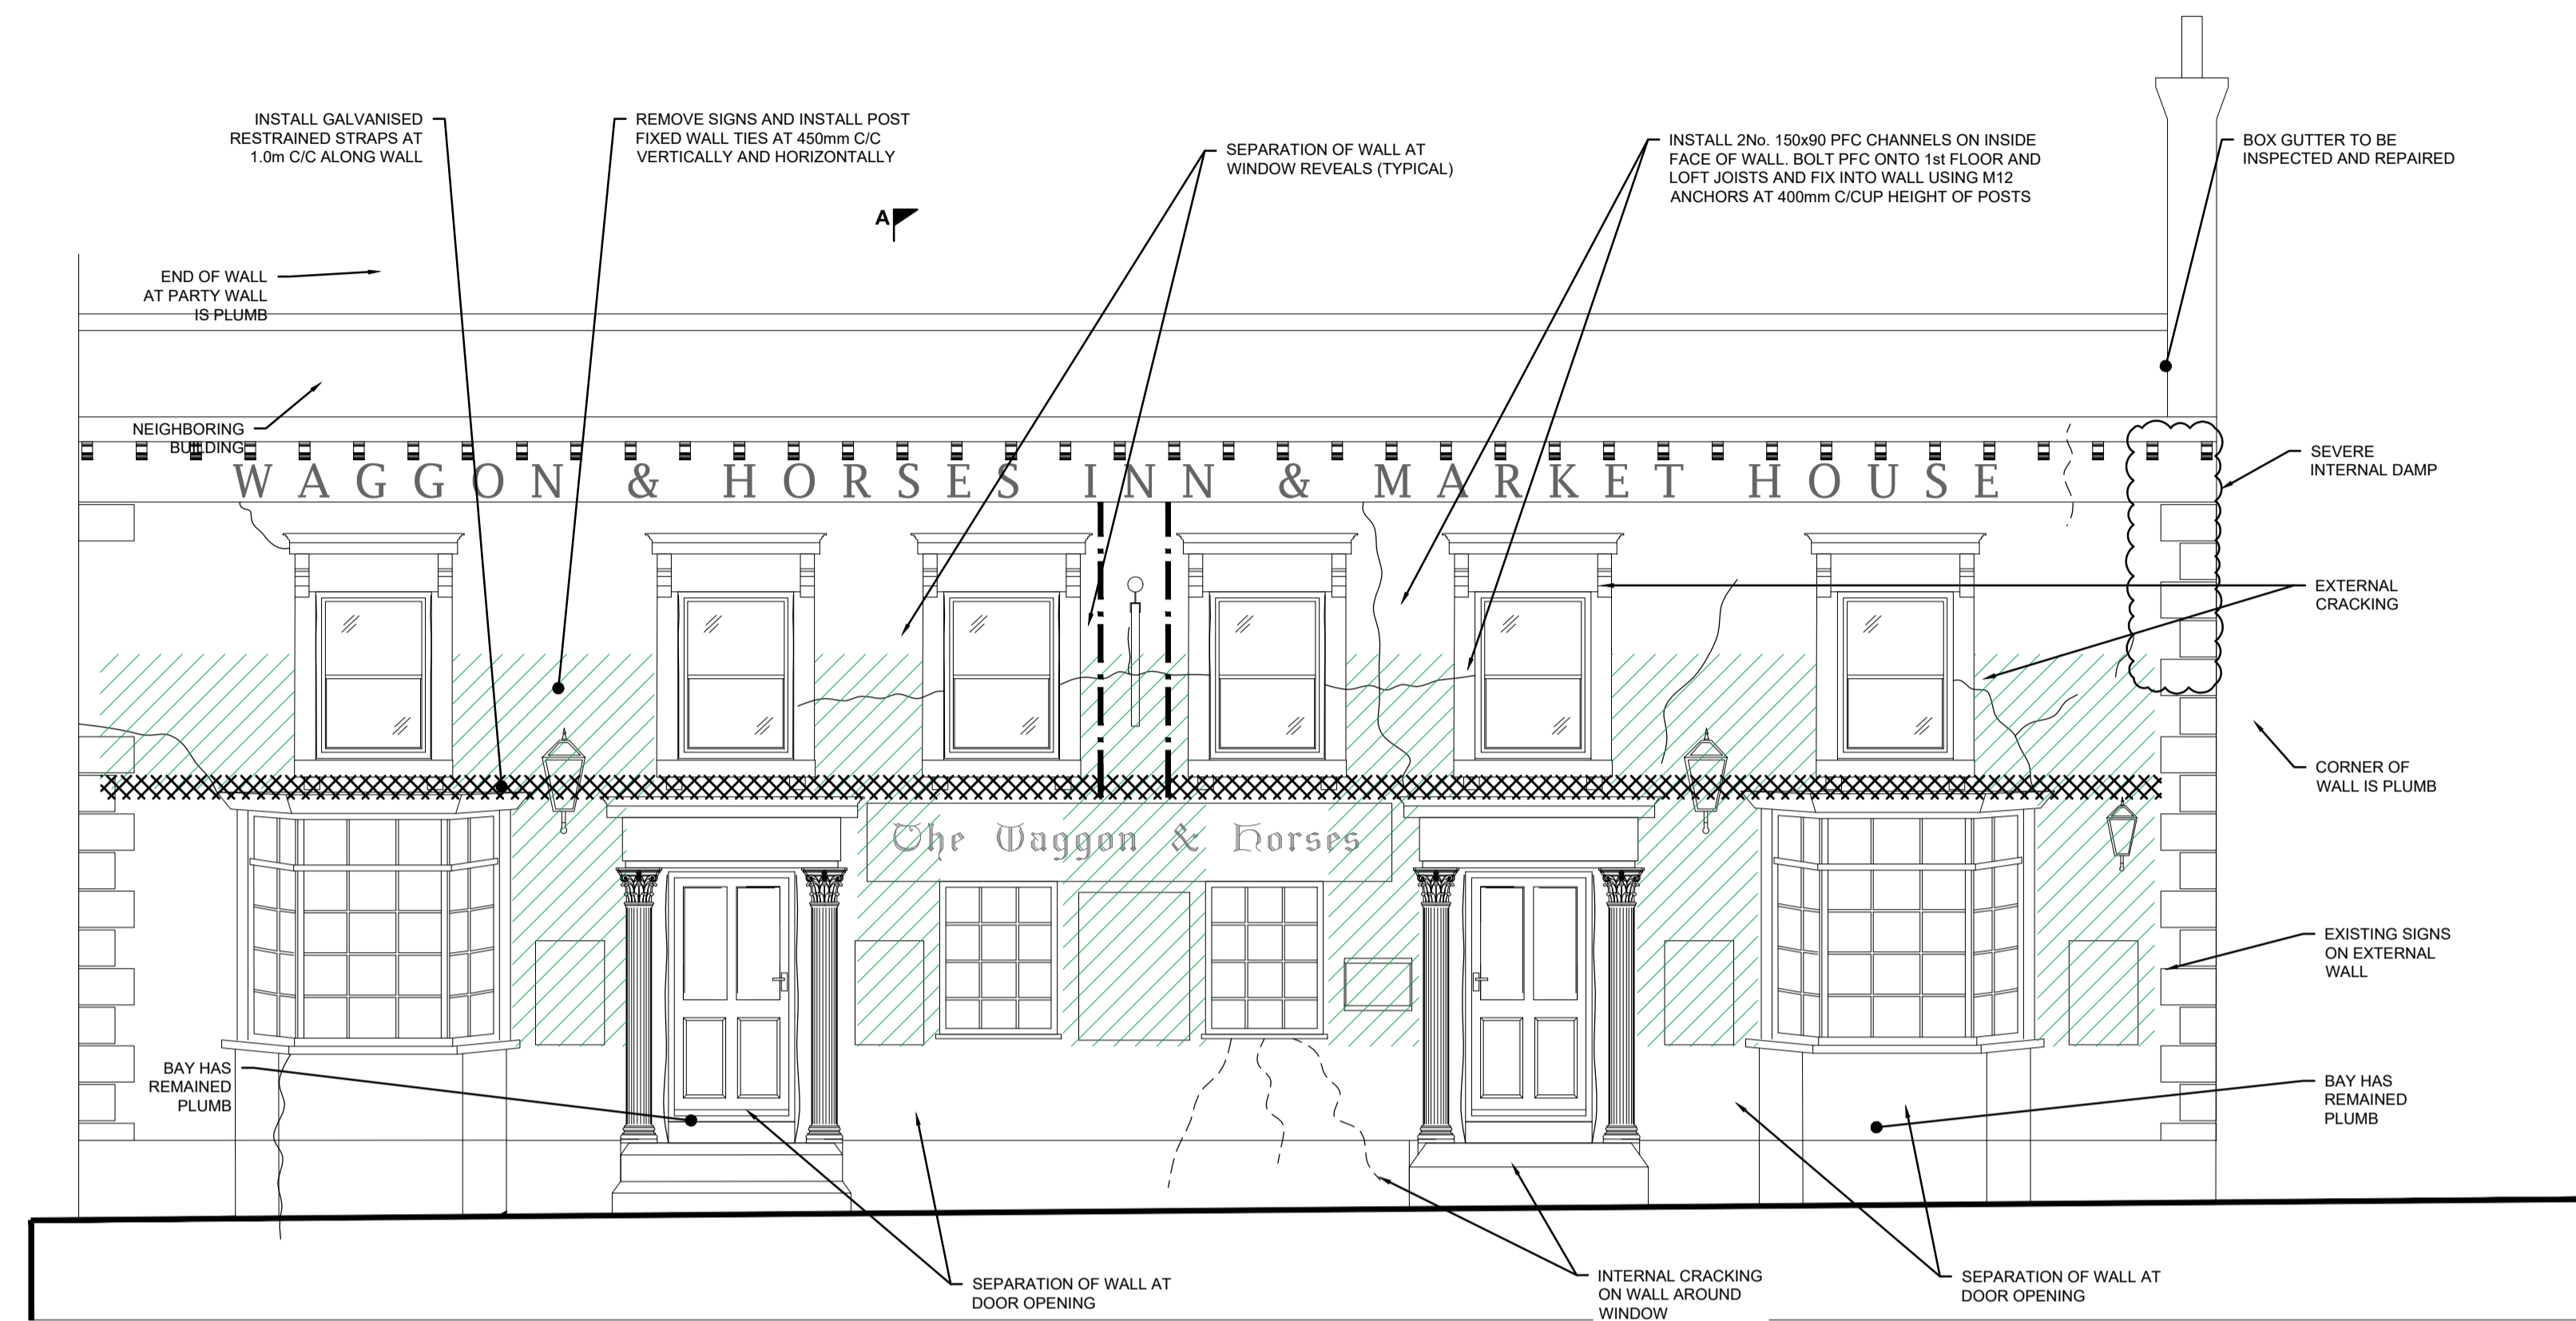 INSTALL GALVANISED
RESTRAINED STRAPS AT
1.0m C/C ALONG WALL
REMOVE SIGNS AND INSTALL POST
FIXED WALL TIES AT 450mm C/C
VERTICALLY AND HORIZONTALLY
SEPARATION OF WALL AT
WINDOW REVEALS (TYPICAL)
INSTALL 2No. 150x90 PFC CHANNELS ON INSIDE
FACE OF WALL. BOLT PFC ONTO 1st FLOOR AND
LOFT JOISTS AND FIX INTO WALL USING M12
ANCHORS AT 400mm C/CUP HEIGHT OF POSTS
BOX GUTTER TO BE
INSPECTED AND REPAIRED
A
END OF WALL
AT PARTY WALL
IS PLUMB
NEIGHBORING
BUILDING
WAGGON & HORSES INN & MARKET HOUSE
SEVERE
INTERNAL DAMP
EXTERNAL
CRACKING
CORNER OF
WALL IS PLUMB
The Waggon & Horses
EXISTING SIGNS
ON EXTERNAL
WALL
BAY HAS
REMAINED
PLUMB
BAY HAS
REMAINED
PLUMB
SEPARATION OF WALL AT
DOOR OPENING
INTERNAL CRACKING
ON WALL AROUND
WINDOW
SEPARATION OF WALL AT
DOOR OPENING